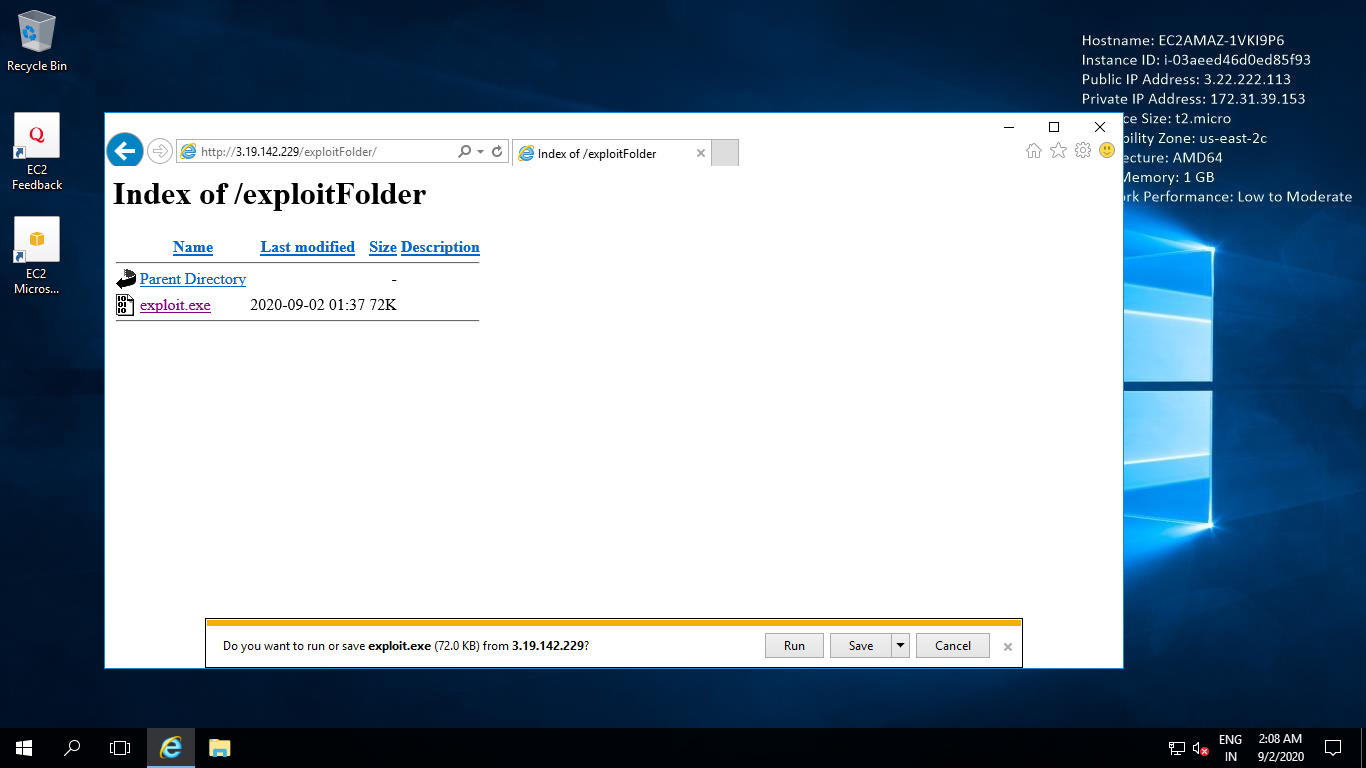 Recycle Bin
EC2
Feedback
EC2
Micros...
Hostname: EC2AMAZ-1VKI9P6
Instance ID: i-03aeed46d0ed85f93
Public IP Address: 3.22.222.113
Private IP Address: 172.31.39.153
ce Size: t2.micro
bility Zone: us-east-2c
ecture: AMD64
Memory: 1 GB
rk Performance: Low to Moderate
http://3.19.142.229/exploitFolder/
Index of /exploitFolder
Index of /exploitFolder
Name Last modified Size Description
Parent Directory -
exploit.exe 2020-09-02 01:37 72K
Do you want to run or save exploit.exe (72.0 KB) from 3.19.142.229?
Run Save Cancel
ENG 2:08 AM
IN 9/2/2020